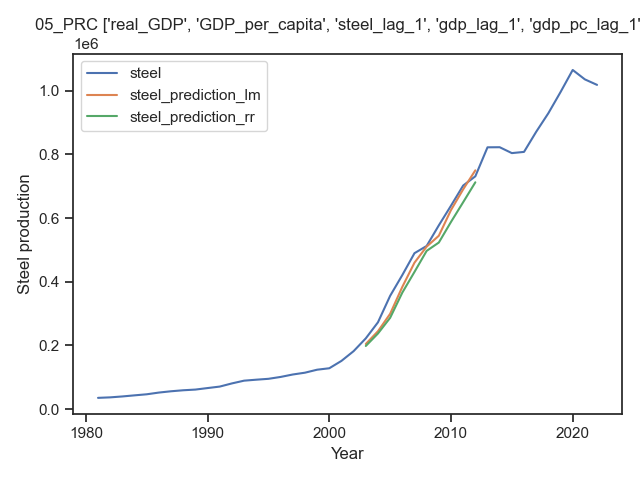 05_PRC ['real_GDP', 'GDP_per_capita', 'steel_lag_1', 'gdp_lag_1', 'gdp_pc_lag_1'
1e6
steel
steel_prediction_lm
steel_prediction_rr
1.0
0.8
0.6
0.4
0.2
0.0
Steel production
1980 1990 2000 2010 2020
Year